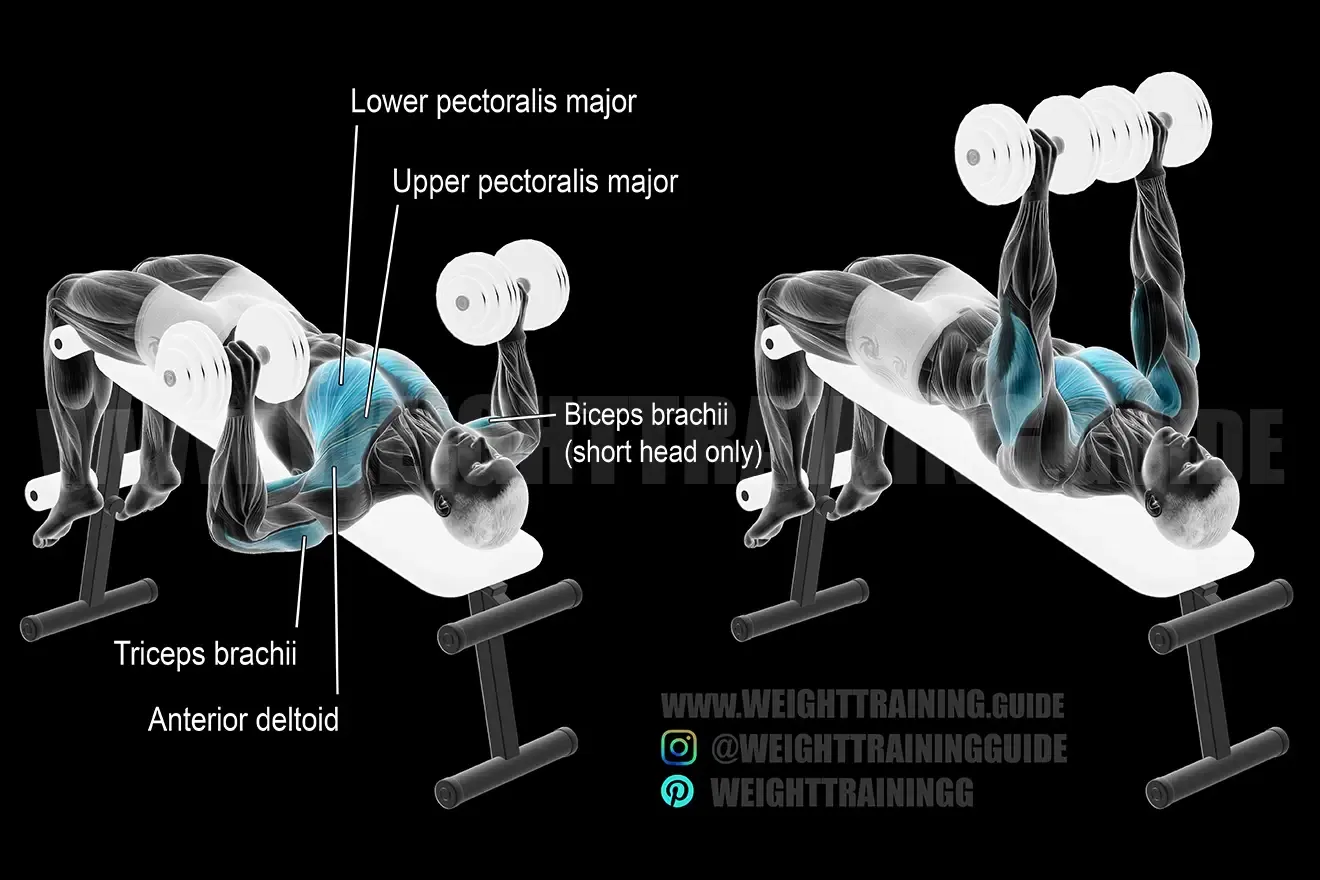 Lower pectoralis major
Upper pectoralis major
Biceps brachii
(short head only)
Triceps brachii
Anterior deltoid
WWW.WEIGHTTRAINING.GUIDE
WWW.WEIGHTTRAINING.GUIDE
@WEIGHTTRAININGGUIDE
WEIGHTTRAININGG